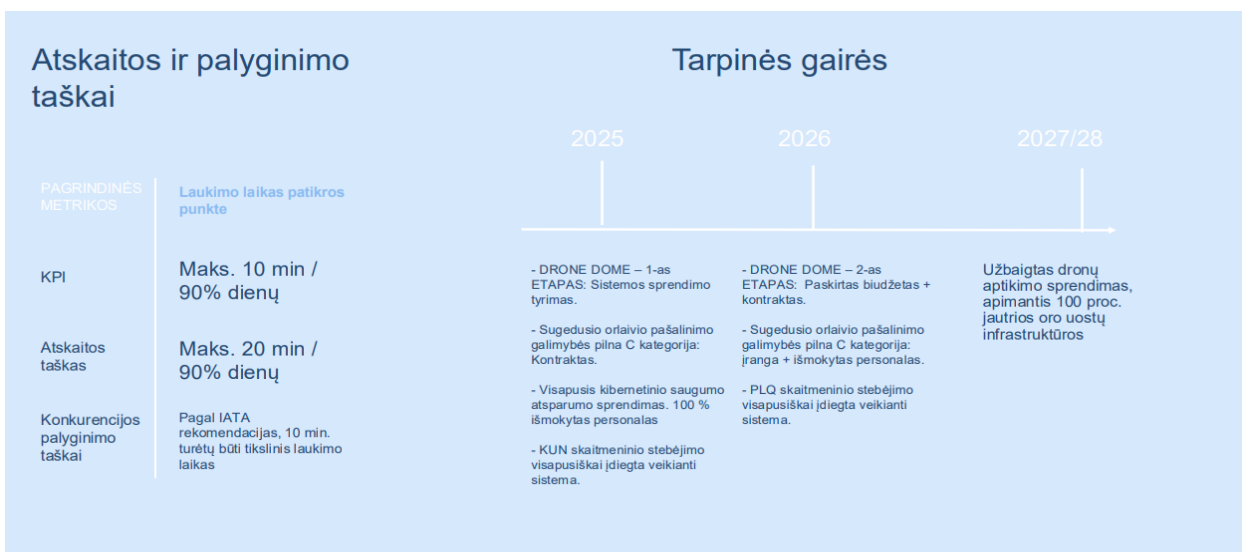 Atskaitos ir palyginimo
taškai
PAGRINDINĖS
METRIKOS
Laukimo laikas patikros
punkte
KPI
Maks. 10 min /
90% dienų
Atskaitos
taškas
Maks. 20 min /
90% dienų
Konkurencijos
palyginimo
taškai
Pagal IATA
rekomendacijas, 10 min.
turėtų būti tikslinis laukimo
laikas
Tarpinės gairės
2025
2026
2027/28
- DRONE DOME – 1-as
ETAPAS: Sistemos sprendimo
tyrimas.
- Sugedusio orlaivio pašalinimo
galimybės pilna C kategorija:
Kontraktas.
- Visapusis kibernetinio saugumo
atsparumo sprendimas. 100 %
išmokytas personalas
- KUN skaitmeninio stebėjimo
visapusiškai įdiegta veikianti
sistema.
- DRONE DOME – 2-as
ETAPAS: Paskirtas biudžetas +
kontraktas.
- Sugedusio orlaivio pašalinimo
galimybės pilna C kategorija:
įranga + išmokytas personalas.
- PLQ skaitmeninio stebėjimo
visapusiškai įdiegta veikianti
sistema.
Užbaigtas dronų
aptikimo sprendimas,
apimantis 100 proc.
jautrios oro uostų
infrastruktūros